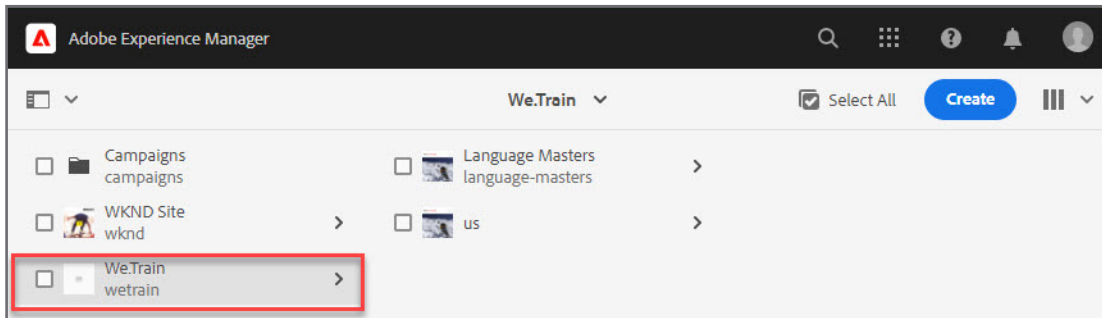 Adobe Experience Manager
We.Train
Select All
Create
Campaigns
campaigns
WKND Site
wknd
We.Train
wetrain
Language Masters
language-masters
us